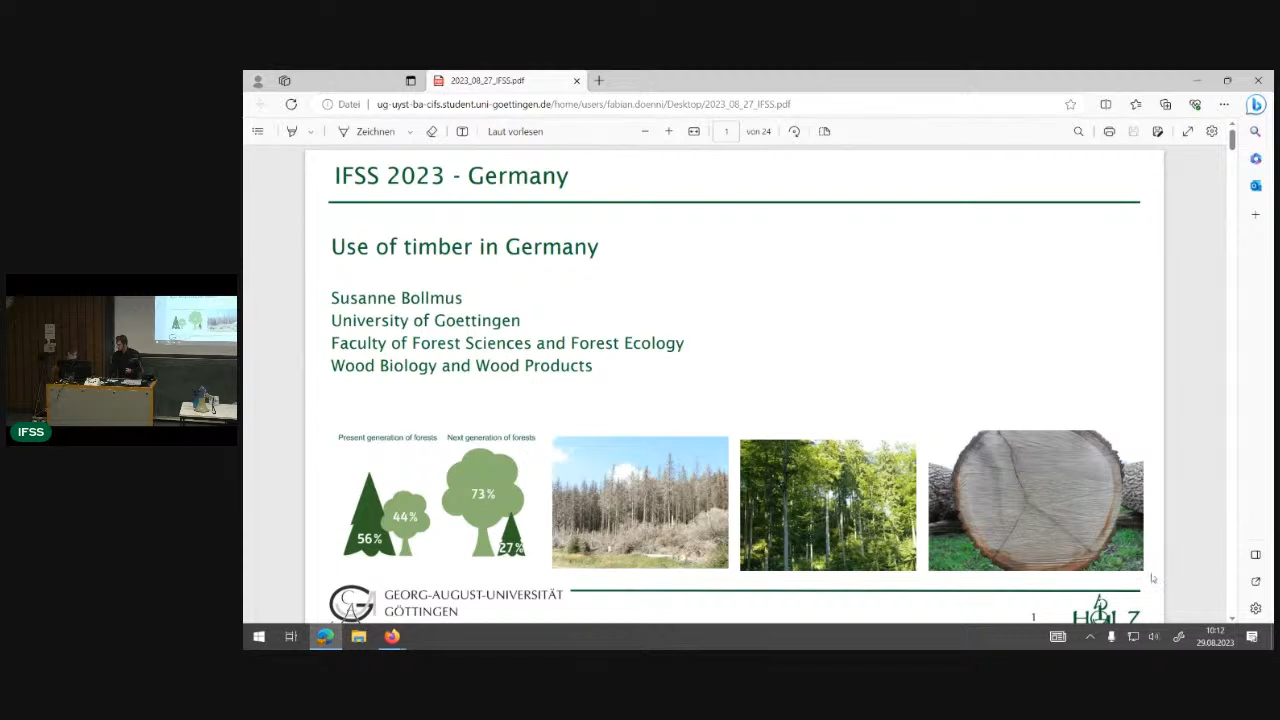 2023_08_27_IFSS.pdf
Datei ug-uyst-ba-cifs.student.uni-goettingen.de/home/users/fabian.doenni/Desktop/2023_08_27_IFSS.pdf
Zeichnen Laut vorlesen 1 von 24
IFSS 2023 - Germany
Use of timber in Germany
Susanne Bollmus
University of Goettingen
Faculty of Forest Sciences and Forest Ecology
Wood Biology and Wood Products
Present generation of forests Next generation of forests
56% 44% 73% 27%
GEORG-AUGUST-UNIVERSITÄT
GÖTTINGEN
1
HOLZ
IFSS
10:12
29.08.2023